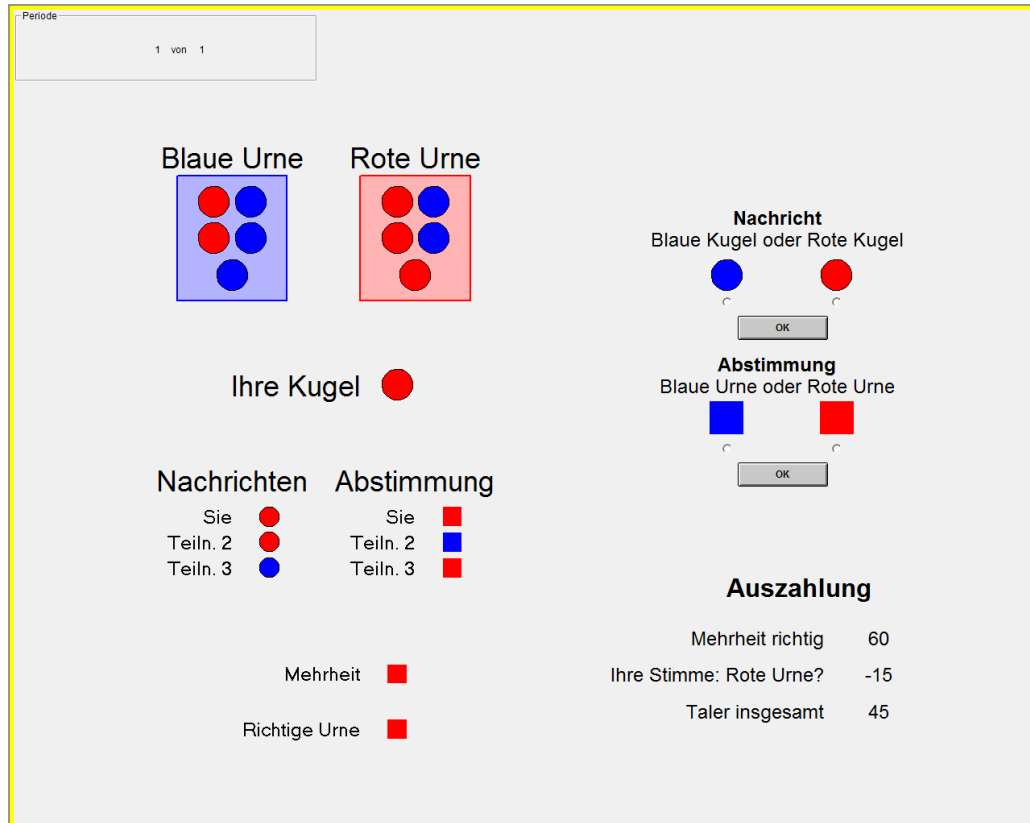 Periode
1 von 1
Blaue Urne
Rote Urne
Ihre Kugel
Nachrichten
Abstimmung
Sie
Sie
Teiln. 2
Teiln. 2
Teiln. 3
Teiln. 3
Mehrheit
Richtige Urne
Nachricht
Blaue Kugel oder Rote Kugel
OK
Abstimmung
Blaue Urne oder Rote Urne
OK
Auszahlung
Mehrheit richtig 60
Ihre Stimme: Rote Urne? -15
Taler insgesamt 45